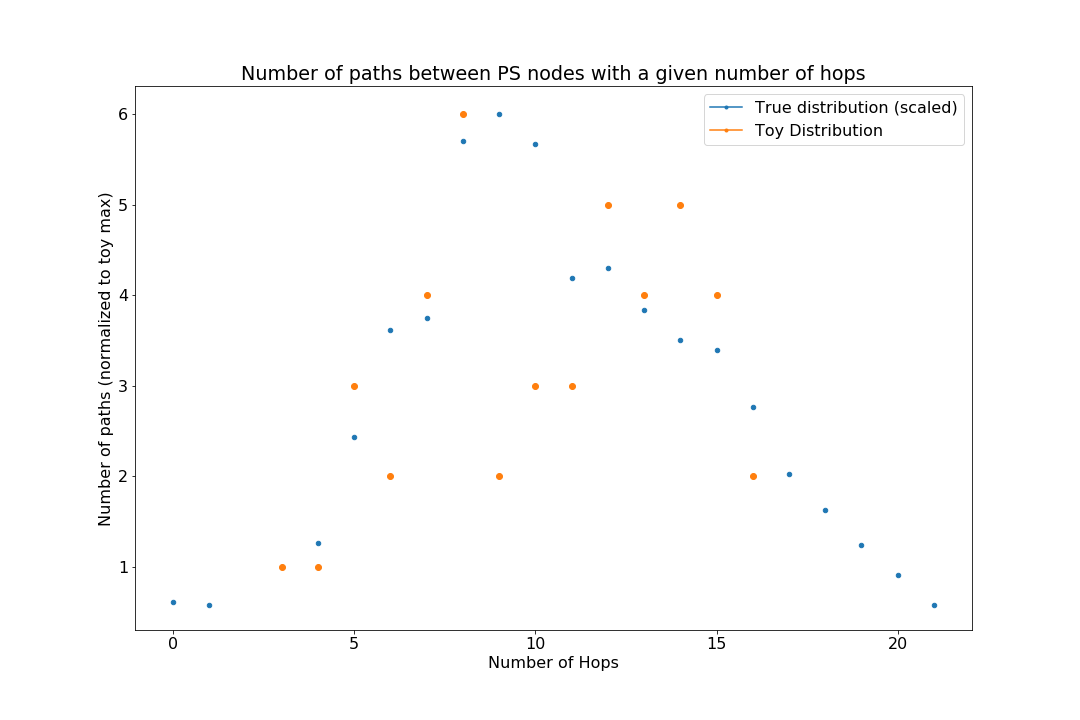 Number of paths between PS nodes with a given number of hops
True distribution (scaled)
Toy Distribution
Number of paths (normalized to toy max)
6
5
4
3
2
1
0 5 10 15 20
Number of Hops